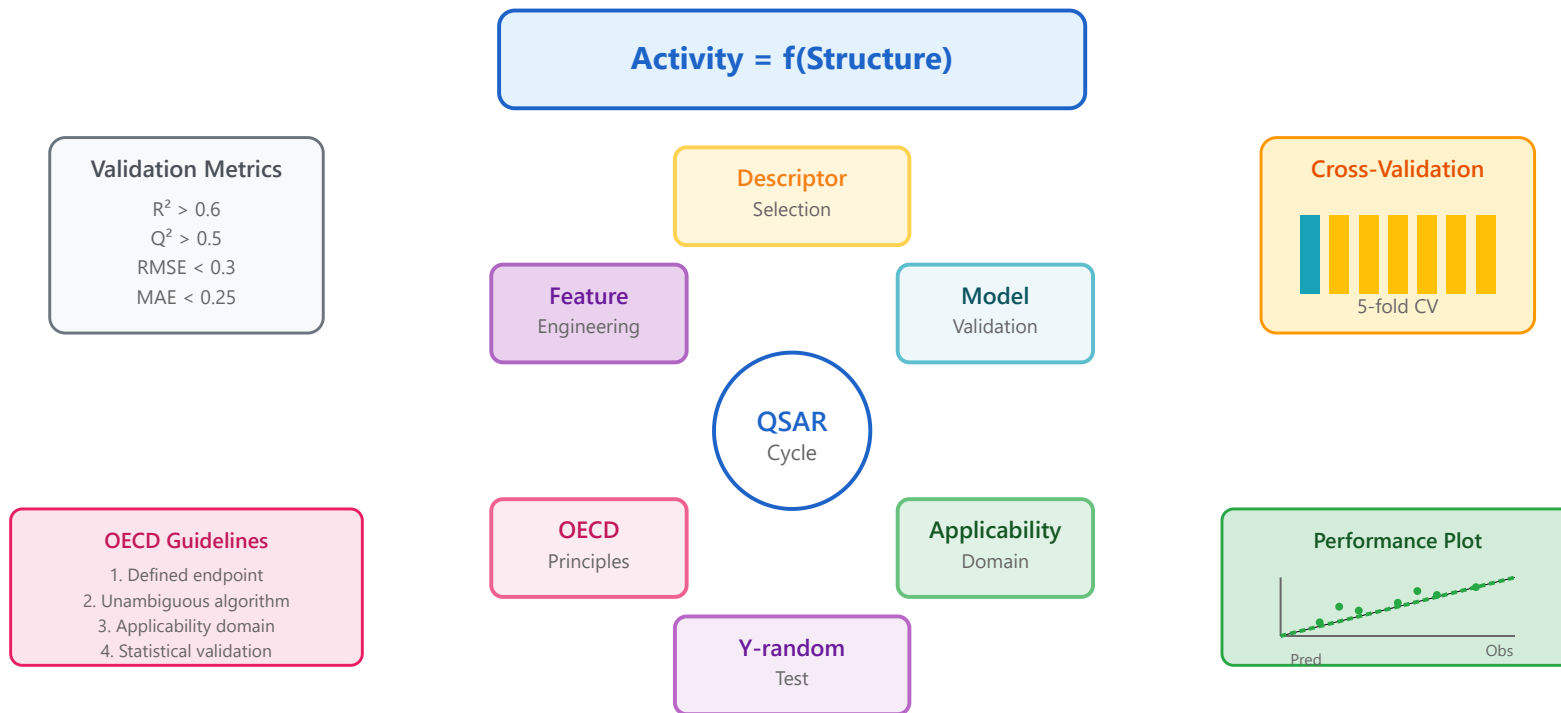 Activity = f(Structure)
Validation Metrics
R² > 0.6
Q² > 0.5
RMSE < 0.3
MAE < 0.25
Descriptor
Selection
Cross-Validation
5-fold CV
Feature
Engineering
Model
Validation
QSAR
Cycle
OECD Guidelines
1. Defined endpoint
2. Unambiguous algorithm
3. Applicability domain
4. Statistical validation
OECD
Principles
Applicability
Domain
Performance Plot
Pred
Obs
Y-random
Test